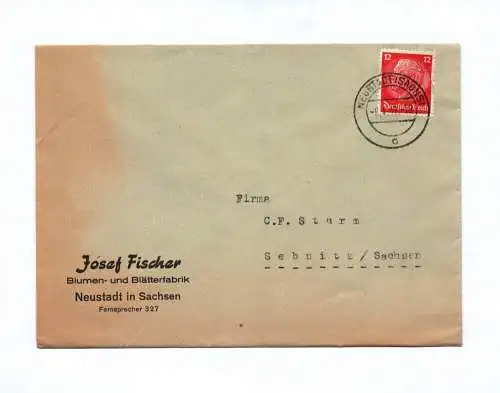 12 12
Deutsches Reich
NEUSTADT (SACHS)
c
Firma
C.F. Sturm
Sebnitz/Sachsen
Josef Fischer
Blumen- und Blätterfabrik
Neustadt in Sachsen
Fernsprecher 327